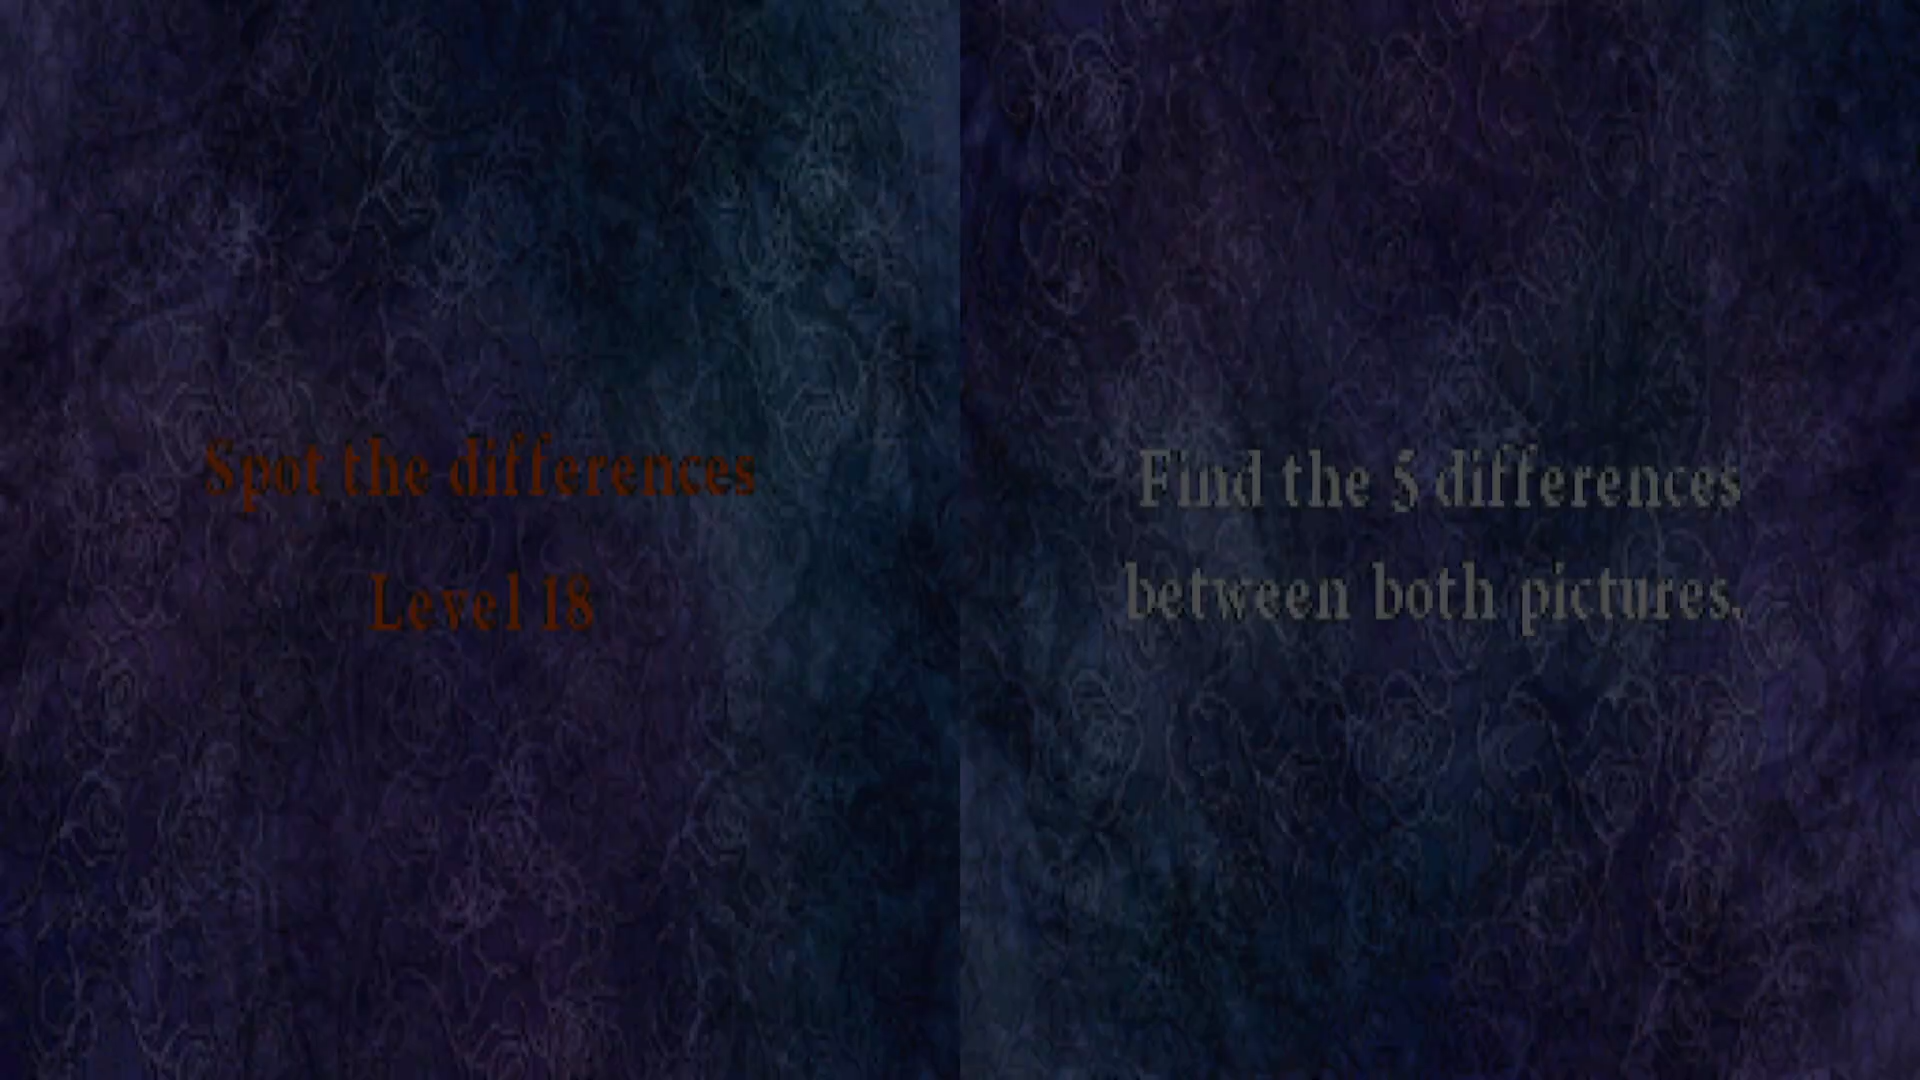 Spot the differences
Level 18
Find the 5 differences
between both pictures.